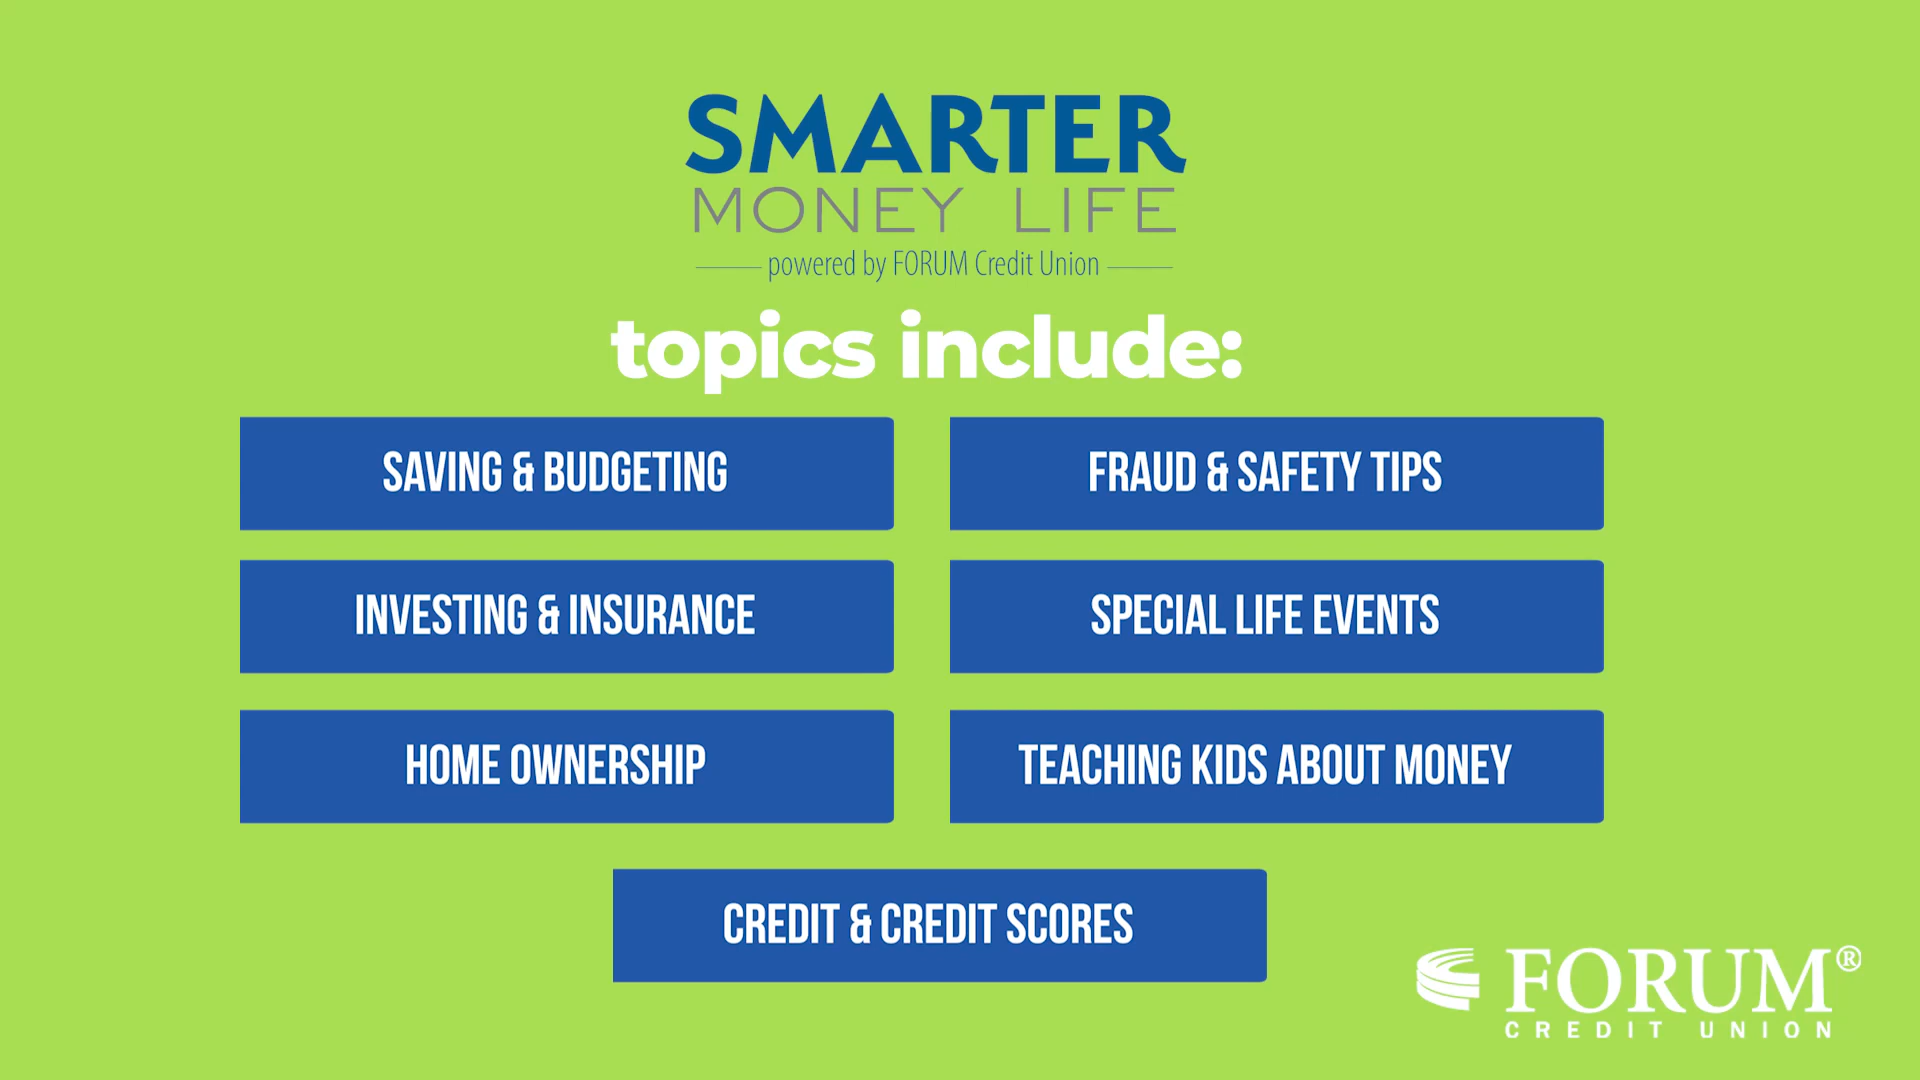 SMARTER
MONEY LIFE
powered by FORUM Credit Union
topics include:
SAVING & BUDGETING
FRAUD & SAFETY TIPS
INVESTING & INSURANCE
SPECIAL LIFE EVENTS
HOME OWNERSHIP
TEACHING KIDS ABOUT MONEY
CREDIT & CREDIT SCORES
FORUM®
CREDIT UNION